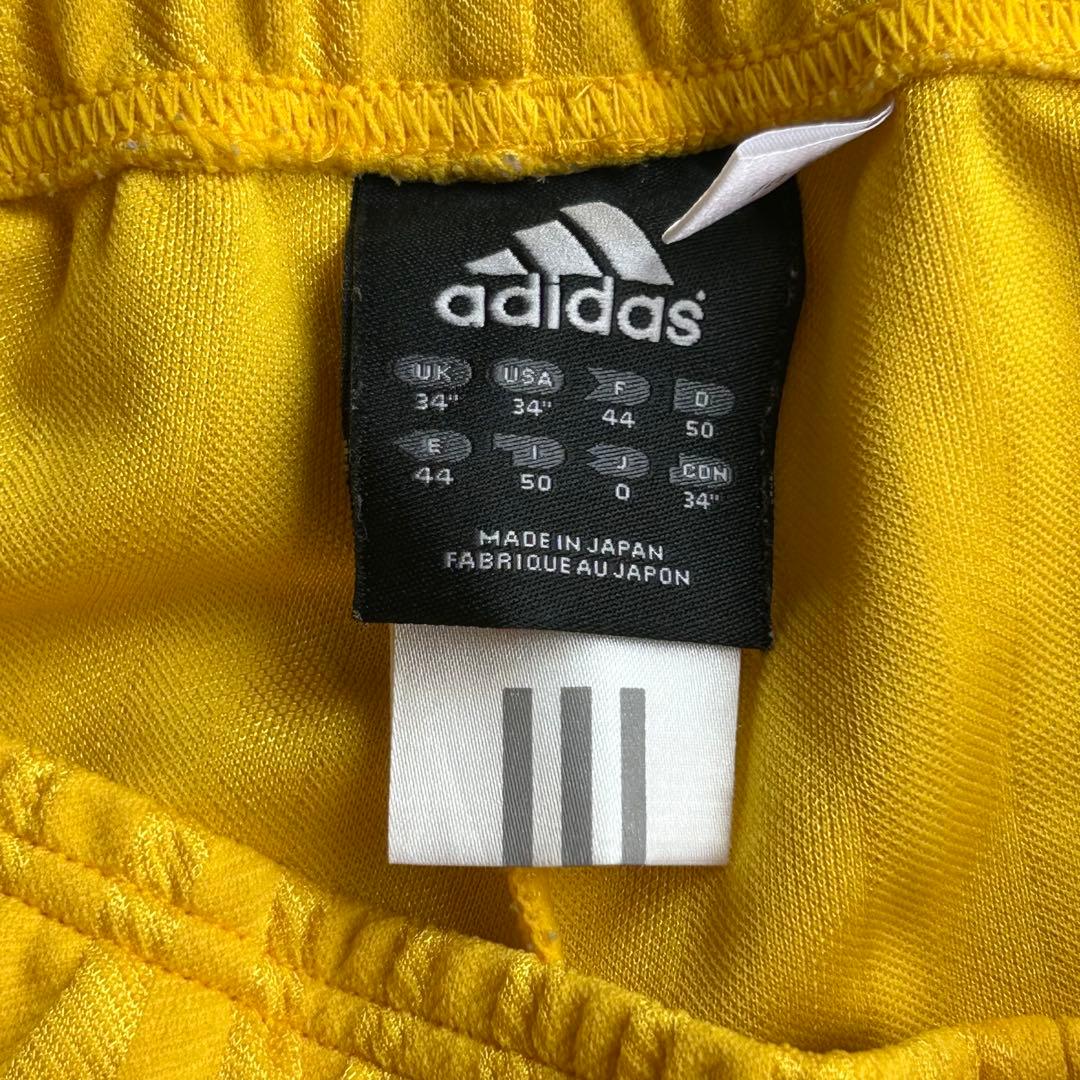 adidas
UK USA F D
34" 34" 44 50
E I J CDN
44 50 O 34"
MADE IN JAPAN
FABRIQUE AU JAPON